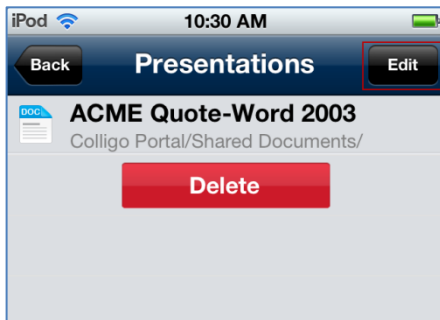 iPod 10:30 AM
Back Presentations Edit
DOC
ACME Quote-Word 2003
Colligo Portal/Shared Documents/
Delete